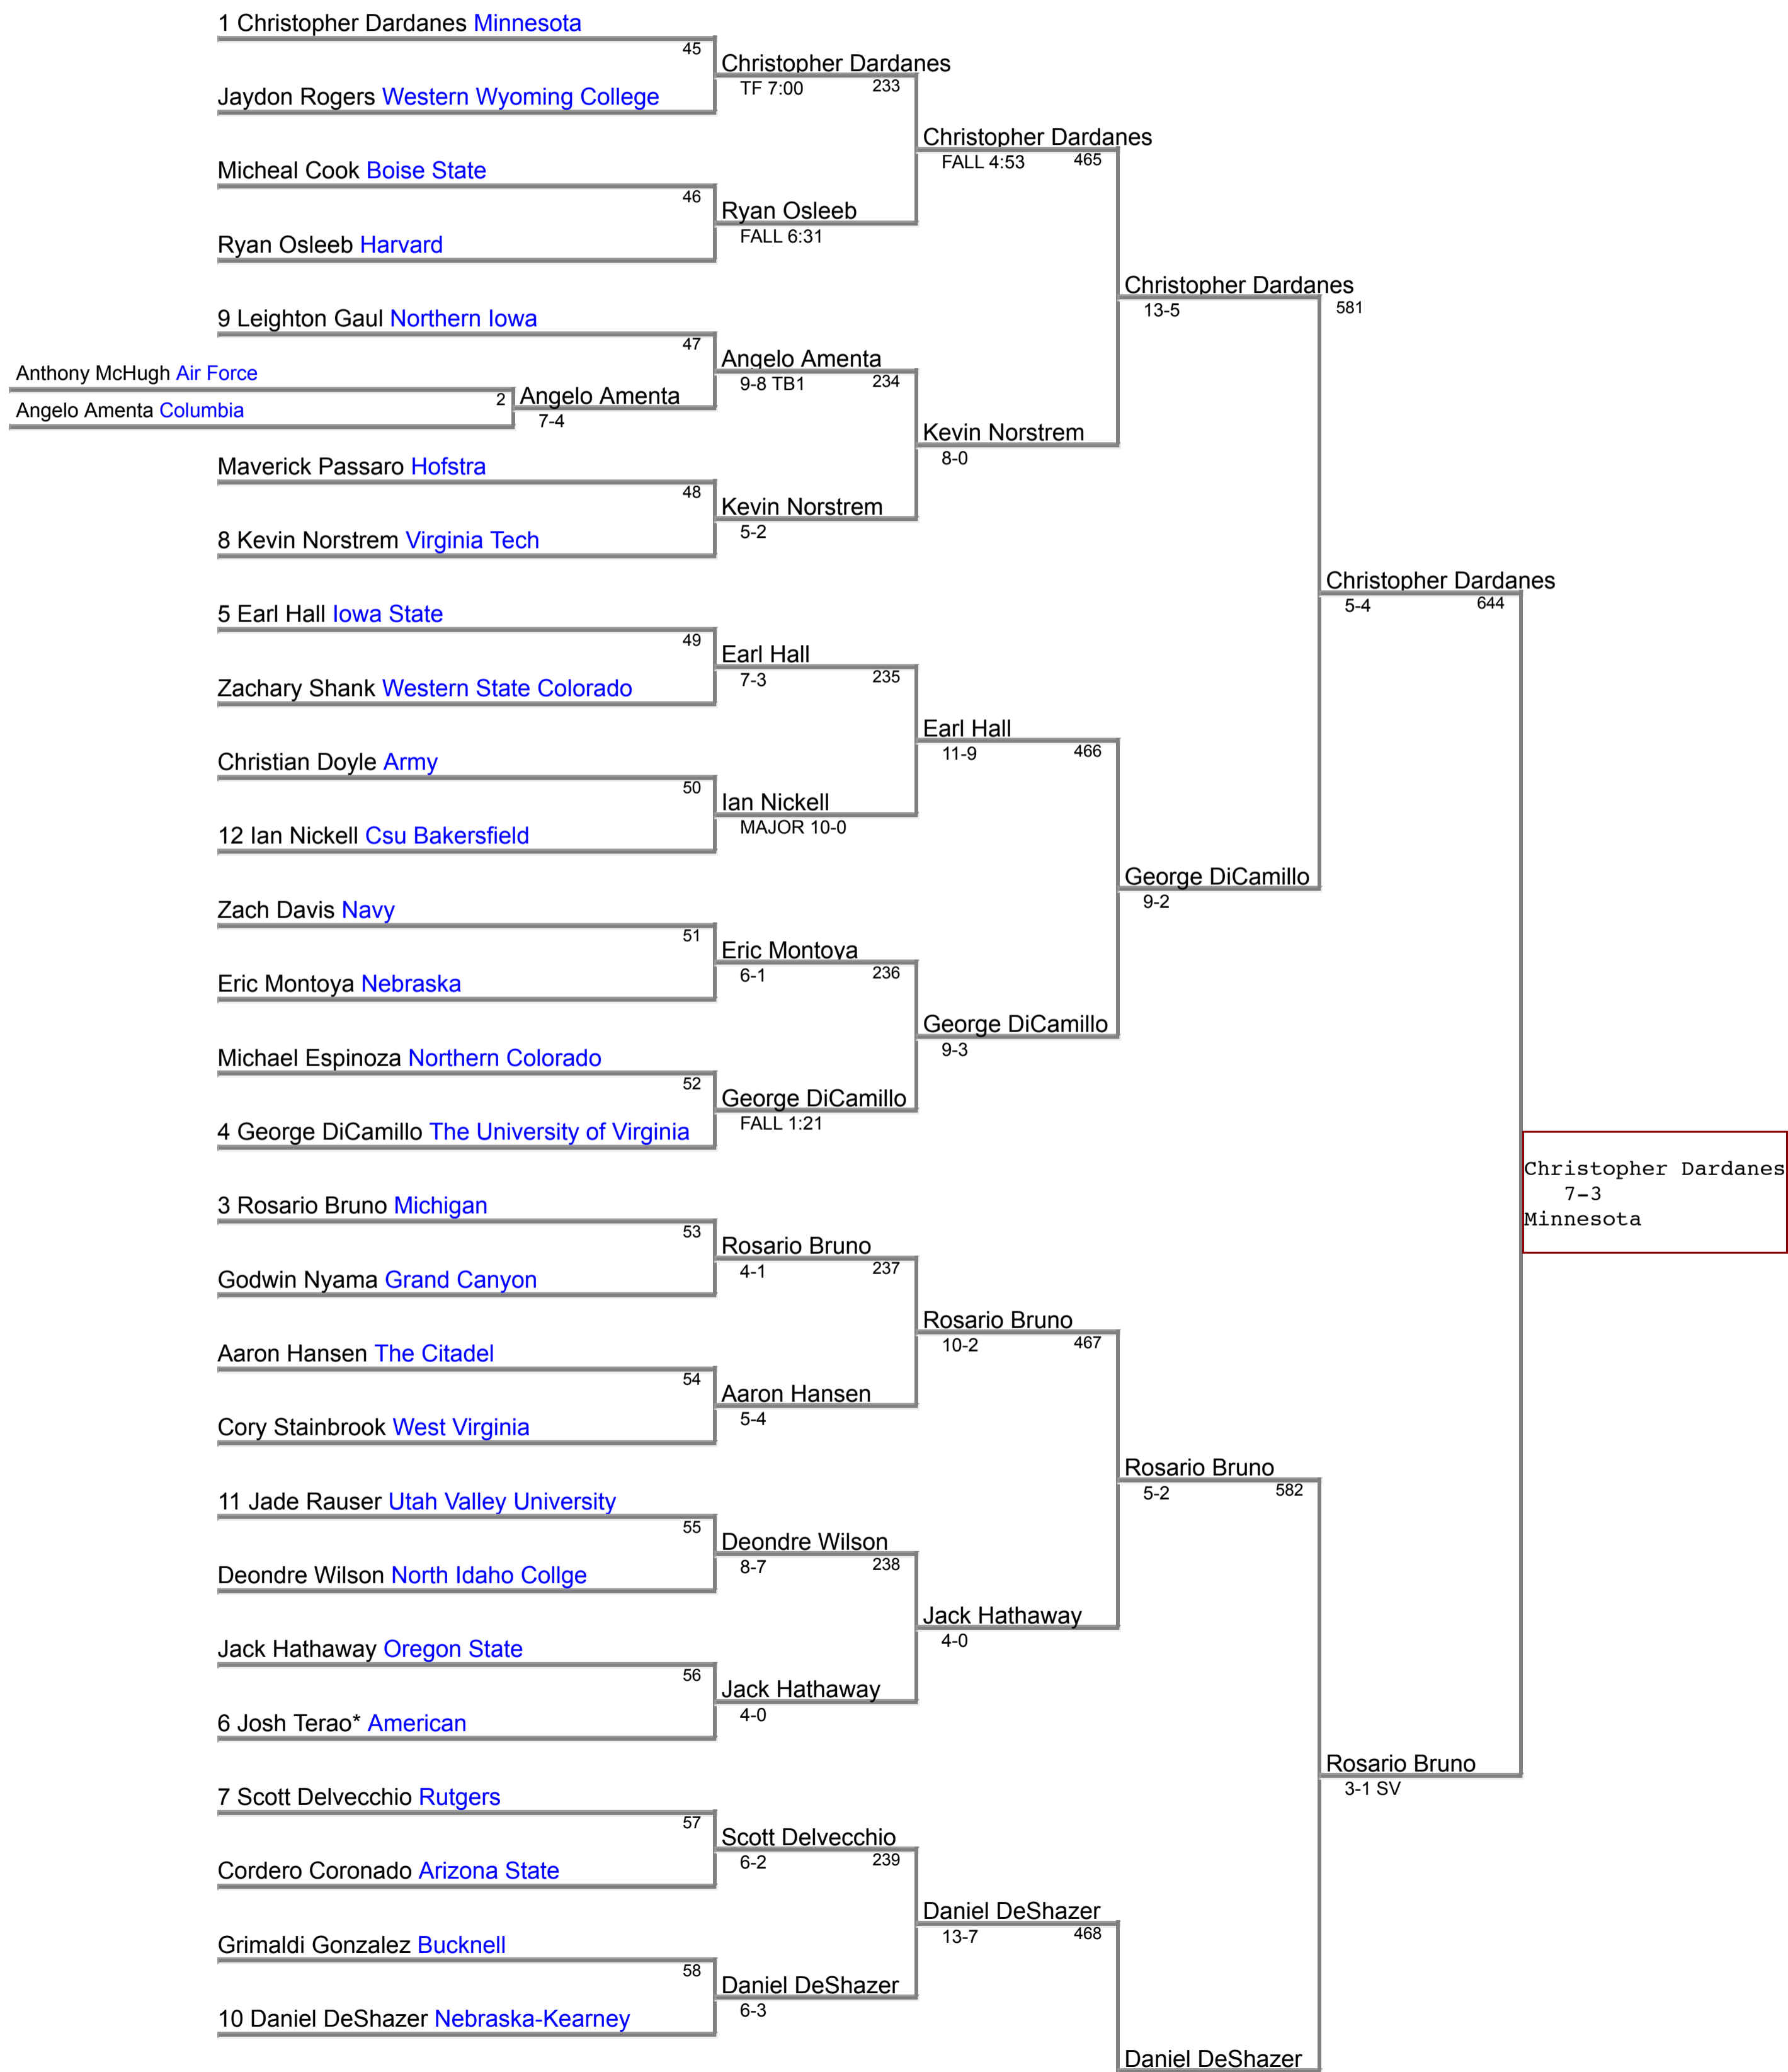 1 Christopher Dardanes Minnesota
45
Christopher Dardanes
TF 7:00
233
Jaydon Rogers Western Wyoming College
Christopher Dardanes
FALL 4:53
465
Micheal Cook Boise State
46
Ryan Osleeb
FALL 6:31
Ryan Osleeb Harvard
Christopher Dardanes
13-5
581
9 Leighton Gaul Northern Iowa
47
Angelo Amenta
9-8 TB1
234
Anthony McHugh Air Force
2
Angelo Amenta
7-4
Angelo Amenta Columbia
Kevin Norstrem
8-0
Maverick Passaro Hofstra
48
Kevin Norstrem
5-2
8 Kevin Norstrem Virginia Tech
Christopher Dardanes
5-4
644
5 Earl Hall Iowa State
49
Earl Hall
7-3
235
Zachary Shank Western State Colorado
Earl Hall
11-9
466
Christian Doyle Army
50
Ian Nickell
MAJOR 10-0
12 Ian Nickell Csu Bakersfield
George DiCamillo
9-2
Zach Davis Navy
51
Eric Montoya
6-1
236
Eric Montoya Nebraska
George DiCamillo
9-3
Michael Espinoza Northern Colorado
52
George DiCamillo
FALL 1:21
4 George DiCamillo The University of Virginia
Christopher Dardanes
7-3
Minnesota
3 Rosario Bruno Michigan
53
Rosario Bruno
4-1
237
Godwin Nyama Grand Canyon
Rosario Bruno
10-2
467
Aaron Hansen The Citadel
54
Aaron Hansen
5-4
Cory Stainbrook West Virginia
Rosario Bruno
5-2
582
11 Jade Rauser Utah Valley University
55
Deondre Wilson
8-7
238
Deondre Wilson North Idaho Collge
Jack Hathaway
4-0
Jack Hathaway Oregon State
56
Jack Hathaway
4-0
6 Josh Terao* American
Rosario Bruno
3-1 SV
7 Scott Delvecchio Rutgers
57
Scott Delvecchio
6-2
239
Cordero Coronado Arizona State
Daniel DeShazer
13-7
468
Grimaldi Gonzalez Bucknell
58
Daniel DeShazer
6-3
10 Daniel DeShazer Nebraska-Kearney
Daniel DeShazer